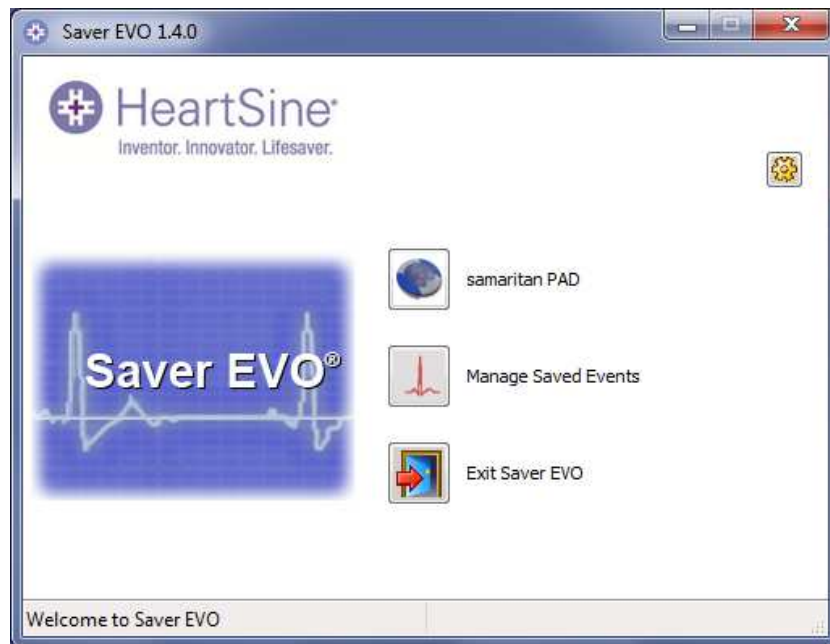 Saver EVO 1.4.0
HeartSine®
Inventor. Innovator. Lifesaver.
samaritan PAD
Saver EVO®
Manage Saved Events
Exit Saver EVO
Welcome to Saver EVO